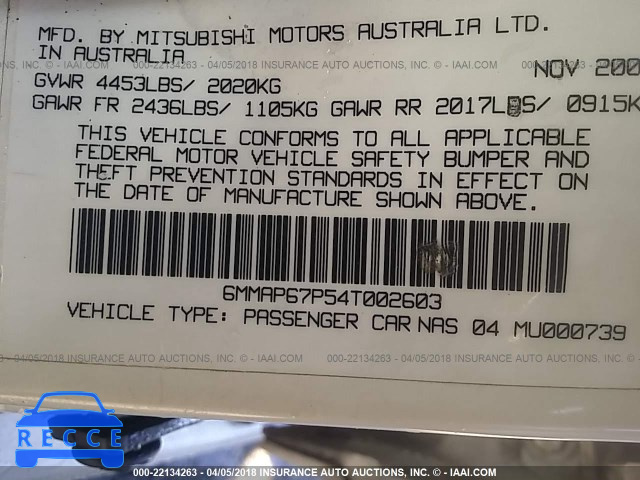 MFD. BY MITSUBISHI MOTORS AUSTRALIA LTD.
IN AUSTRALIA
NOV 200
GVWR 4453LBS/ 2020KG
GAWR FR 2436LBS/ 1105KG GAWR RR 2017LBS/ 0915K
THIS VEHICLE CONFORMS TO ALL APPLICABLE
FEDERAL MOTOR VEHICLE SAFETY BUMPER AND
THEFT PREVENTION STANDARDS IN EFFECT ON
THE DATE OF MANUFACTURE SHOWN ABOVE.
6MMAP67P54T002603
VEHICLE TYPE: PASSENGER CAR NAS 04 MU000739
000-22134263 - 04/05/2018 INSURANCE AUTO AUCTIONS, INC. - © IAAI.COM
RECCE